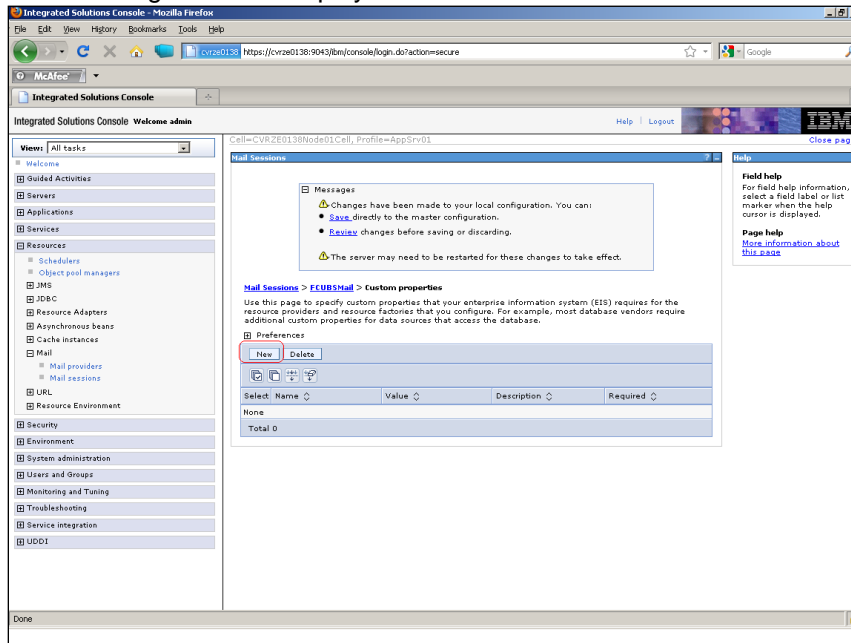 Integrated Solutions Console - Mozilla Firefox
File Edit View History Bookmarks Tools Help
cvrze0138 https://cvrze0138:9043/ibm/console/login.do?action=secure
Google
McAfee
Integrated Solutions Console
Integrated Solutions Console Welcome admin
Help | Logout
IBM
Cell=CVRZE0138Node01Cell, Profile=AppSrv01
Close pag
View: All tasks
Welcome
Guided Activities
Servers
Applications
Services
Resources
Schedulers
Object pool managers
JMS
JDBC
Resource Adapters
Asynchronous beans
Cache instances
Mail
Mail providers
Mail sessions
URL
Resource Environment
Security
Environment
System administration
Users and Groups
Monitoring and Tuning
Troubleshooting
Service integration
UDDI
Mail Sessions
Messages
Changes have been made to your local configuration. You can:
Save directly to the master configuration.
Review changes before saving or discarding.
The server may need to be restarted for these changes to take effect.
Mail Sessions > FCUBSMail > Custom properties
Use this page to specify custom properties that your enterprise information system (EIS) requires for the
resource providers and resource factories that you configure. For example, most database vendors require
additional custom properties for data sources that access the database.
Preferences
New Delete
Select Name Value Description Required
None
Total 0
Help
Field help
For field help information,
select a field label or list
marker when the help
cursor is displayed.
Page help
More information about
this page
Done